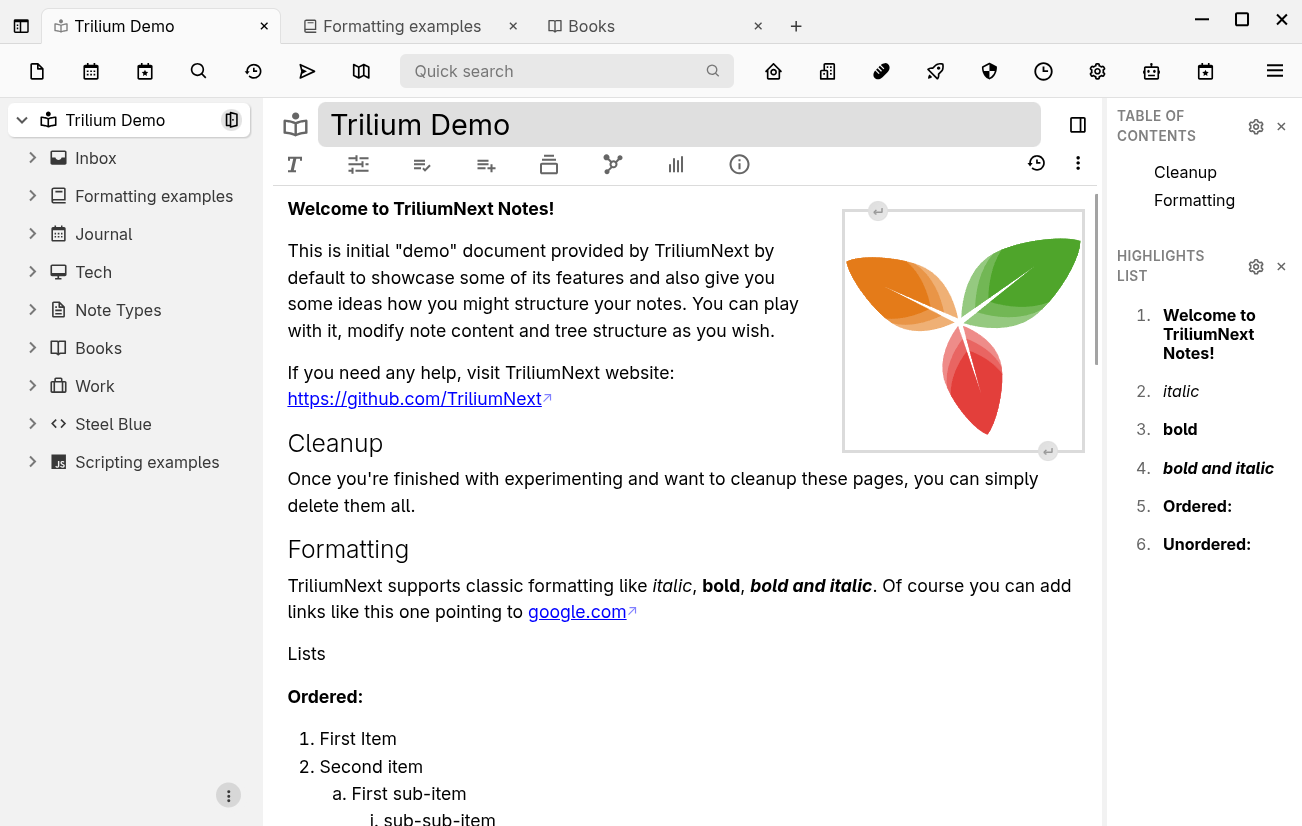 Trilium Demo
Formatting examples
Books
Quick search
Trilium Demo
Inbox
Formatting examples
Journal
Tech
Note Types
Books
Work
Steel Blue
JS Scripting examples
Trilium Demo
Welcome to TriliumNext Notes!
This is initial "demo" document provided by TriliumNext by
default to showcase some of its features and also give you
some ideas how you might structure your notes. You can play
with it, modify note content and tree structure as you wish.
If you need any help, visit TriliumNext website:
https://github.com/TriliumNext
Cleanup
Once you're finished with experimenting and want to cleanup these pages, you can simply
delete them all.
Formatting
TriliumNext supports classic formatting like italic, bold, bold and italic. Of course you can add
links like this one pointing to google.com
Lists
Ordered:
1. First Item
2. Second item
a. First sub-item
i. sub-sub-item
TABLE OF
CONTENTS
Cleanup
Formatting
HIGHLIGHTS
LIST
1. Welcome to
TriliumNext
Notes!
2. italic
3. bold
4. bold and italic
5. Ordered:
6. Unordered: